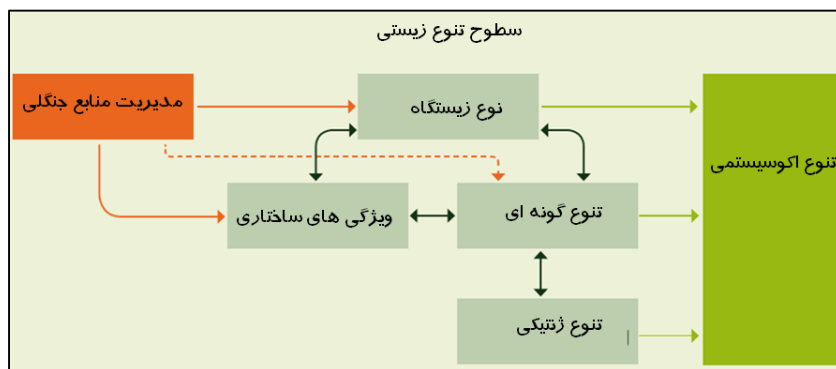 سطوح تنوع زیستی
مدیریت منابع جنگلی
نوع زیستگاه
تنوع اکوسیستمی
ویژگی های ساختاری
تنوع گونه ای
تنوع ژنتیکی